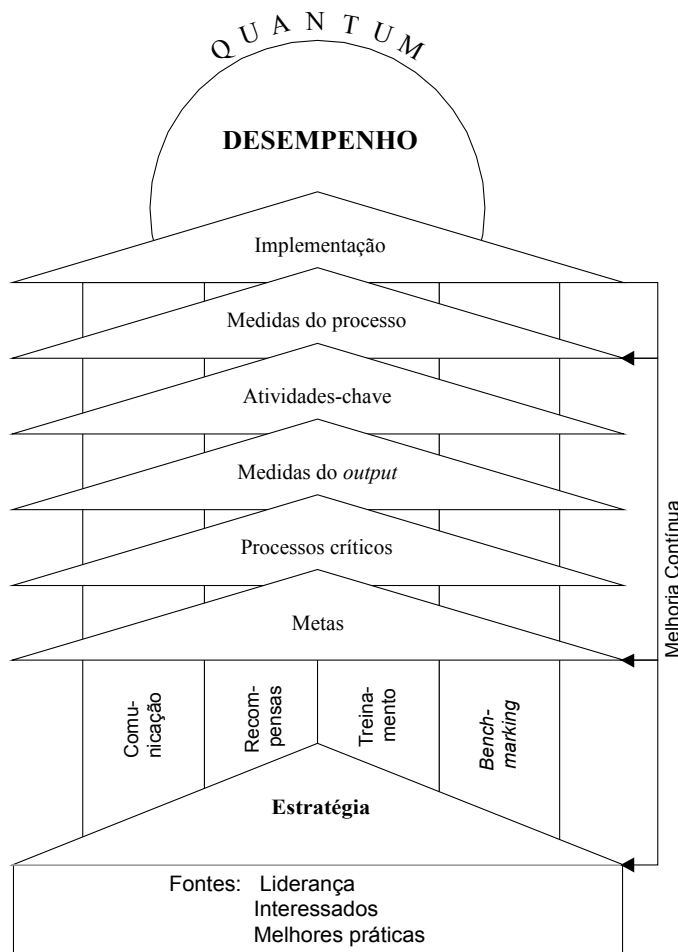 QUANTUM
DESEMPENHO
Implementação
Medidas do processo
Atividades-chave
Medidas do output
Processos críticos
Metas
Melhoria Contínua
Comu-
nicação
Recom-
pensas
Treina-
mento
Bench-
marking
Estratégia
Fontes: Liderança
Interessados
Melhores práticas